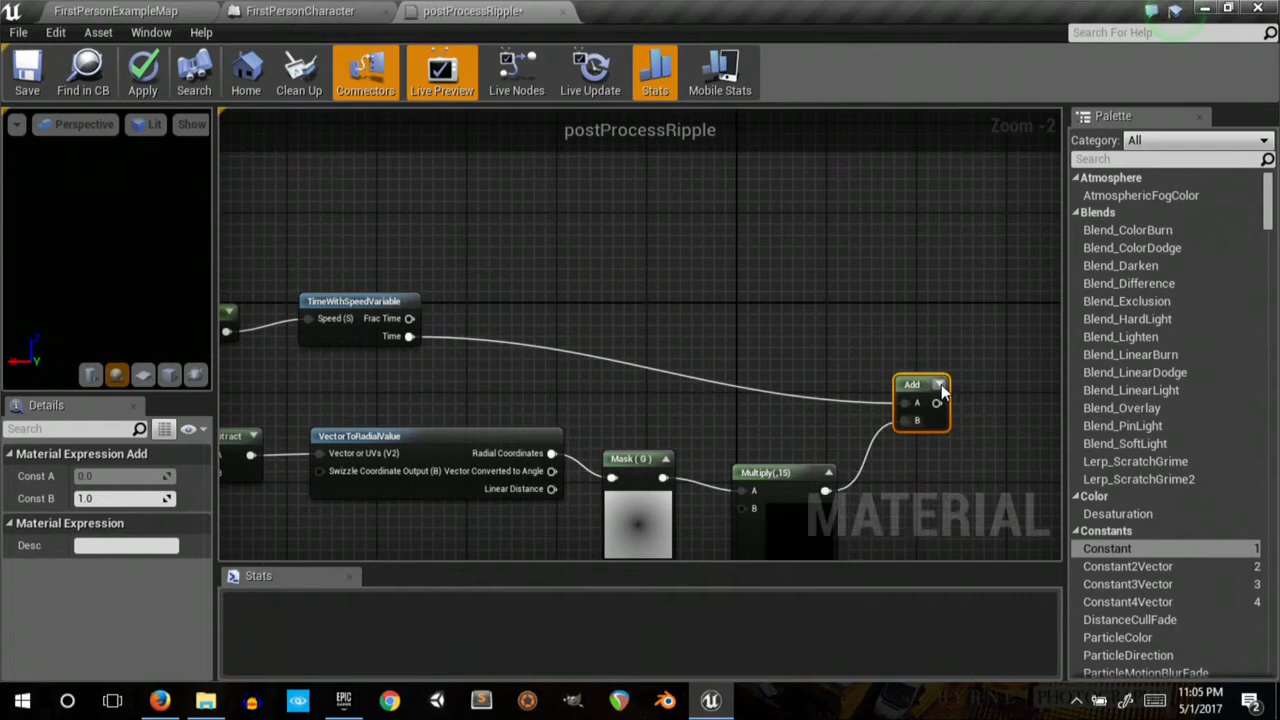 FirstPersonExampleMap
FirstPersonCharacter
postProcessRipple*
File Edit Asset Window Help
Search For Help
Save
Find in CB
Apply
Search
Home
Clean Up
Connectors
Live Preview
Live Nodes
Live Update
Stats
Mobile Stats
Perspective
Lit
Show
postProcessRipple
Zoom -2
Palette
Category: All
Search
Atmosphere
AtmosphericFogColor
Blends
Blend_ColorBurn
Blend_ColorDodge
Blend_Darken
Blend_Difference
Blend_Exclusion
Blend_HardLight
Blend_Lighten
Blend_LinearBurn
Blend_LinearDodge
Blend_LinearLight
Blend_Overlay
Blend_PinLight
Blend_SoftLight
Lerp_ScratchGrime
Lerp_ScratchGrime2
Color
Desaturation
Constants
Constant 1
Constant2Vector 2
Constant3Vector 3
Constant4Vector 4
DistanceCullFade
ParticleColor
ParticleDirection
ParticleMotionBlurFade
TimeWithSpeedVariable
Speed (S) Frac Time
Time
Add
A
B
tract
VectorToRadialValue
Vector or UVs (V2) Radial Coordinates
Swizzle Coordinate Output (B) Vector Converted to Angle
Linear Distance
Mask ( G )
Multiply(,15)
A
B
MATERIAL
Y
Details
Search
Material Expression Add
Const A 0.0
Const B 1.0
Material Expression
Desc
Stats
EPIC
GAMES
11:05 PM
5/1/2017
2